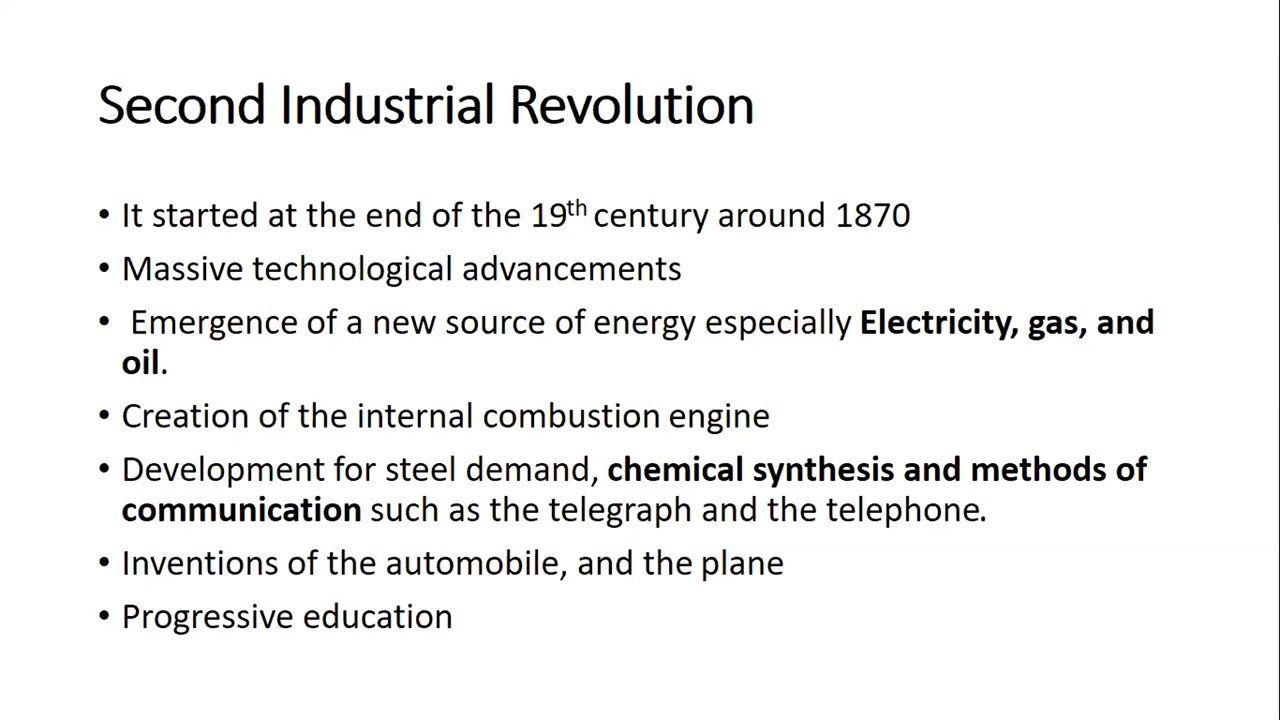 Second Industrial Revolution
• It started at the end of the 19th century around 1870
• Massive technological advancements
• Emergence of a new source of energy especially Electricity, gas, and
oil.
• Creation of the internal combustion engine
• Development for steel demand, chemical synthesis and methods of
communication such as the telegraph and the telephone.
• Inventions of the automobile, and the plane
• Progressive education